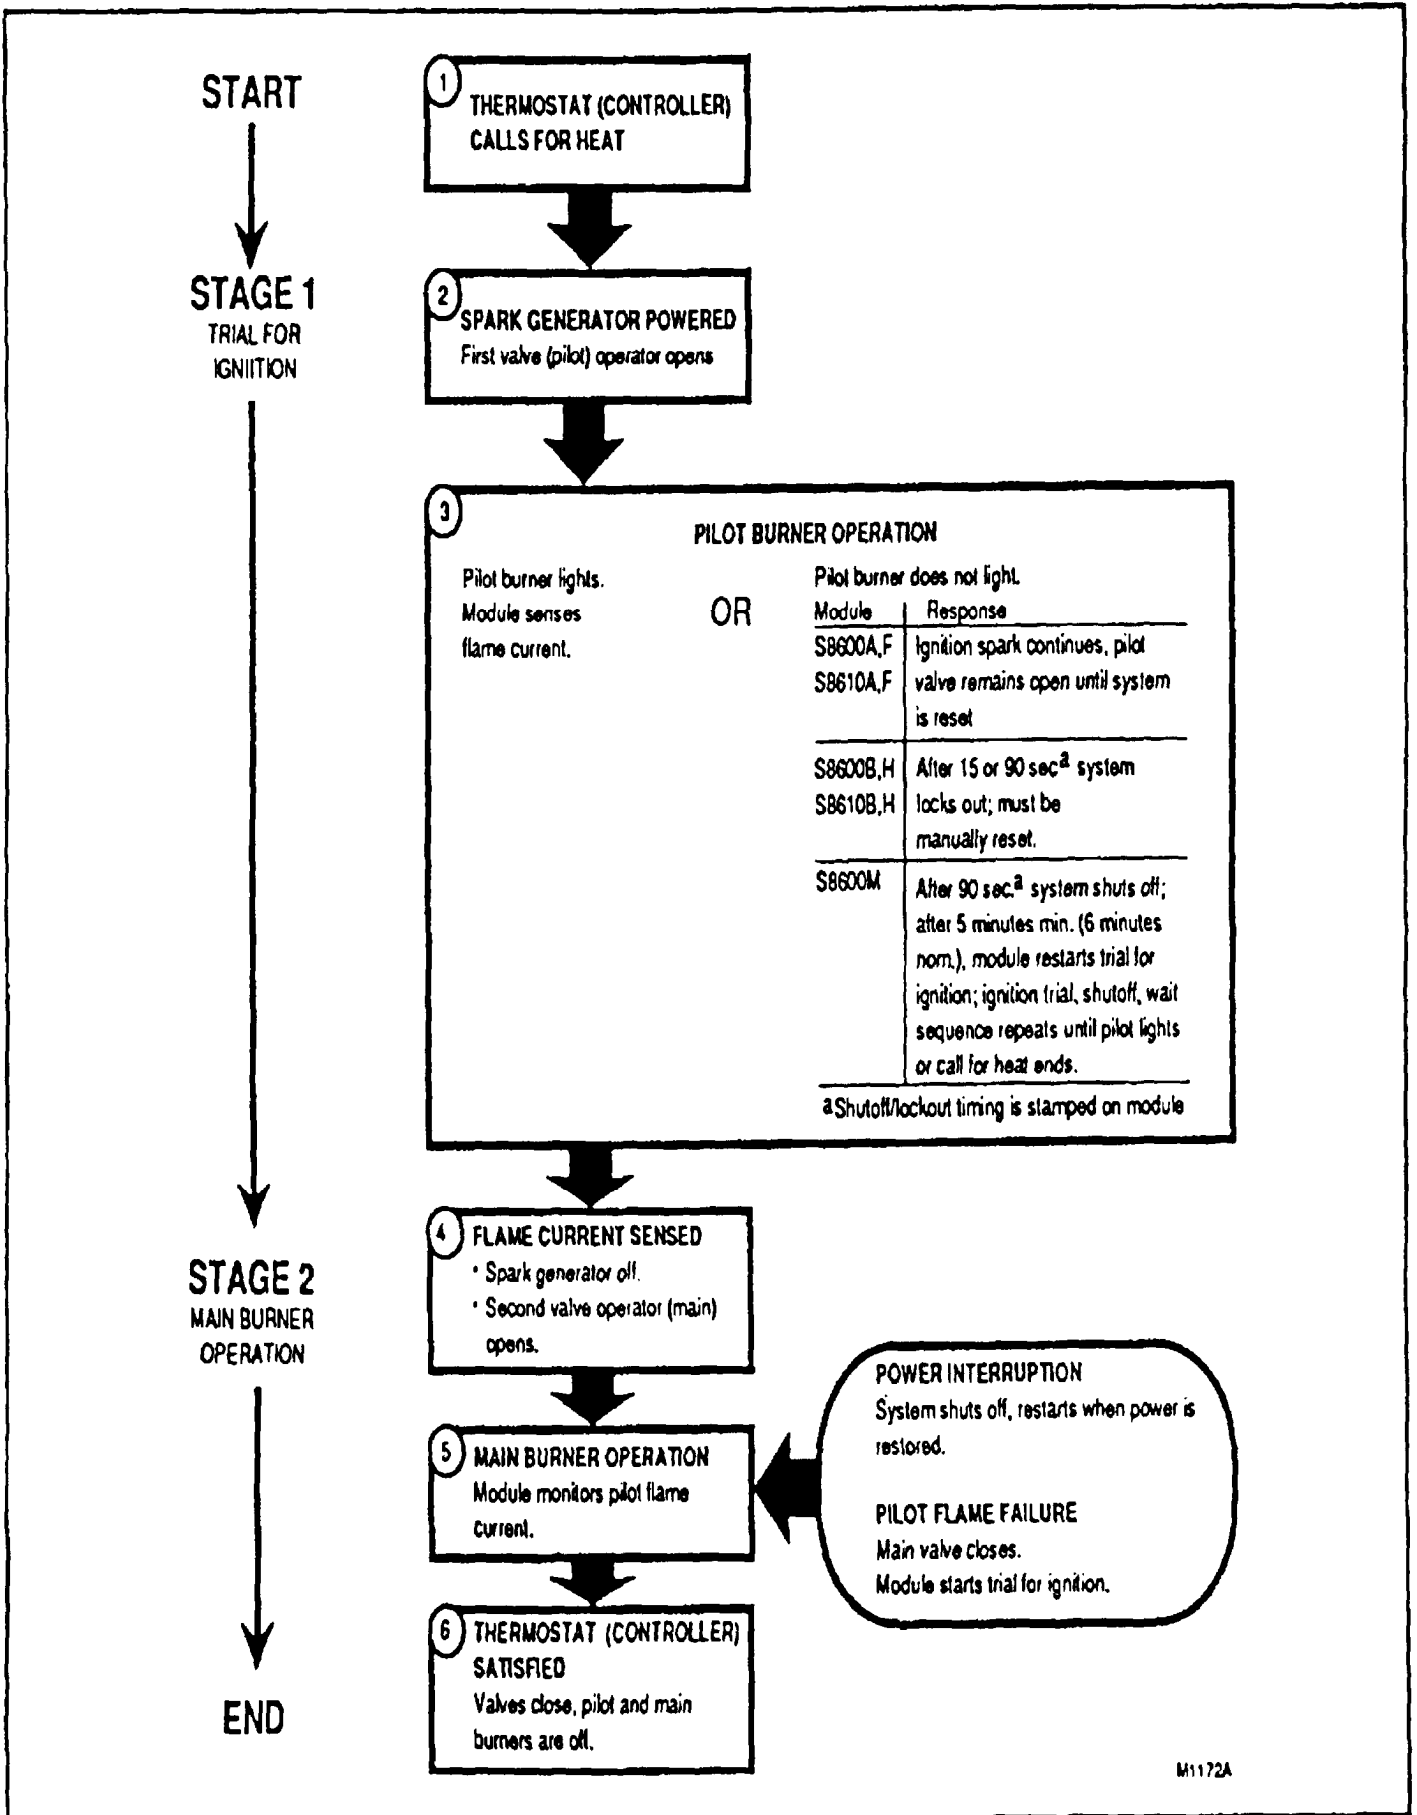 START
1
THERMOSTAT (CONTROLLER)
CALLS FOR HEAT
STAGE 1
TRIAL FOR
IGNIITION
2
SPARK GENERATOR POWERED
First valve (pilot) operator opens
3
PILOT BURNER OPERATION
Pilot burner lights.
Module senses
flame current.
OR
Pilot burner does not light.
Module Response
S8600A,F Ignition spark continues, pilot
S8610A,F valve remains open until system
is reset
S8600B,H After 15 or 90 sec a system
S8610B,H locks out; must be
manually reset.
S8600M After 90 sec. a system shuts off;
after 5 minutes min. (6 minutes
nom.), module restarts trial for
ignition; ignition trial, shutoff, wait
sequence repeats until pilot lights
or call for heat ends.
a Shutoff/lockout timing is stamped on module
4
FLAME CURRENT SENSED
• Spark generator off.
• Second valve operator (main)
opens.
STAGE 2
MAIN BURNER
OPERATION
5
MAIN BURNER OPERATION
Module monitors pilot flame
current.
POWER INTERRUPTION
System shuts off, restarts when power is
restored.
PILOT FLAME FAILURE
Main valve closes.
Module starts trial for ignition.
6
THERMOSTAT (CONTROLLER)
SATISFIED
Valves close, pilot and main
burners are off.
END
M1172A